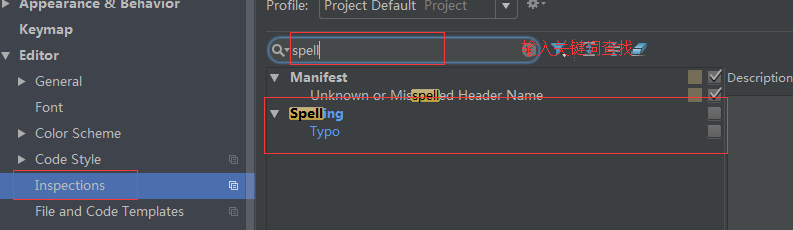 Appearance & Behavior
Keymap
Editor
General
Font
Color Scheme
Code Style
Inspections
File and Code Templates
Profile: Project Default Project
spell 输入关键词查找
Manifest
Unknown or Misspelled Header Name
Spelling
Typo
Description